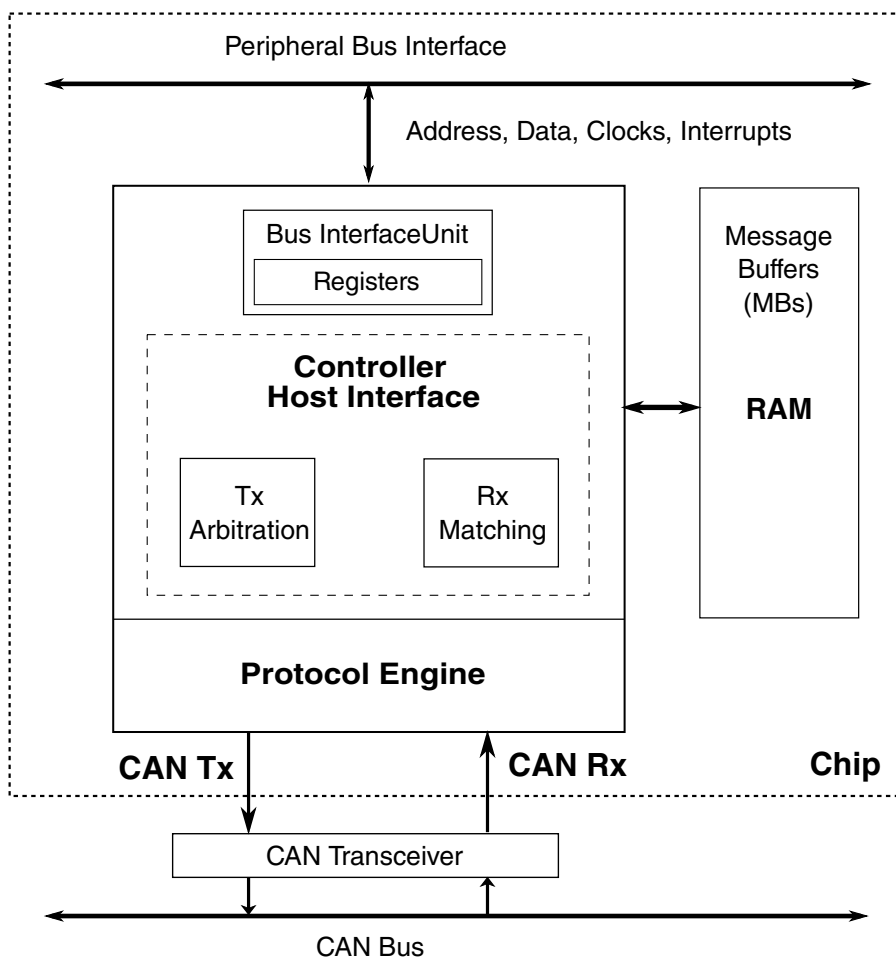 Peripheral Bus Interface
Address, Data, Clocks, Interrupts
Bus InterfaceUnit
Registers
Message
Buffers
(MBs)
Controller
Host Interface
RAM
Tx
Arbitration
Rx
Matching
Protocol Engine
CAN Tx
CAN Rx
Chip
CAN Transceiver
CAN Bus